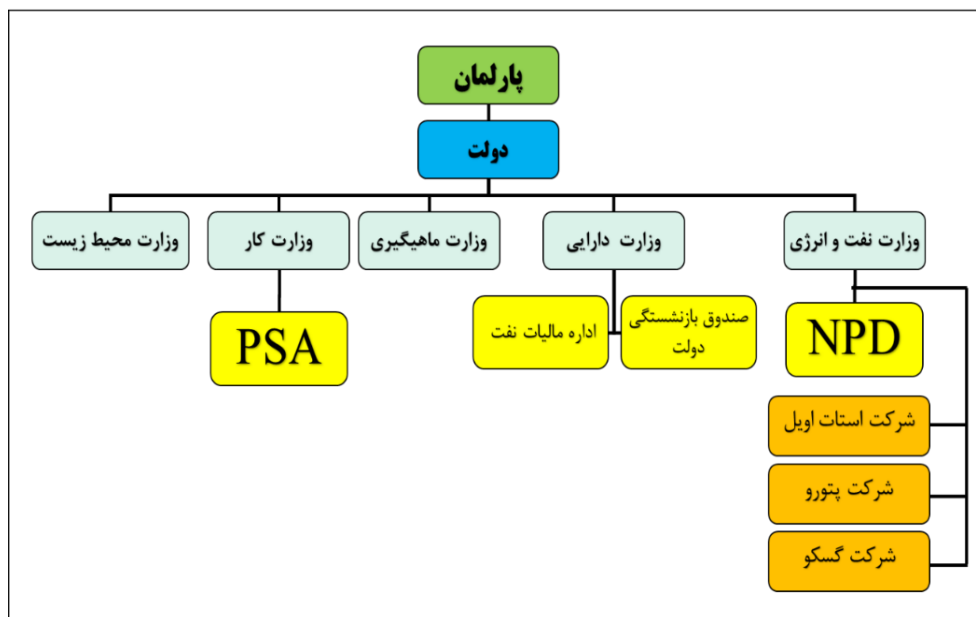 پارلمان
دولت
وزارت نفت و انرژی
وزارت دارایی
وزارت ماهیگیری
وزارت کار
وزارت محیط زیست
NPD
صندوق بازنشستگی
دولت
اداره مالیات نفت
PSA
شرکت استات اویل
شرکت پتورو
شرکت گسکو